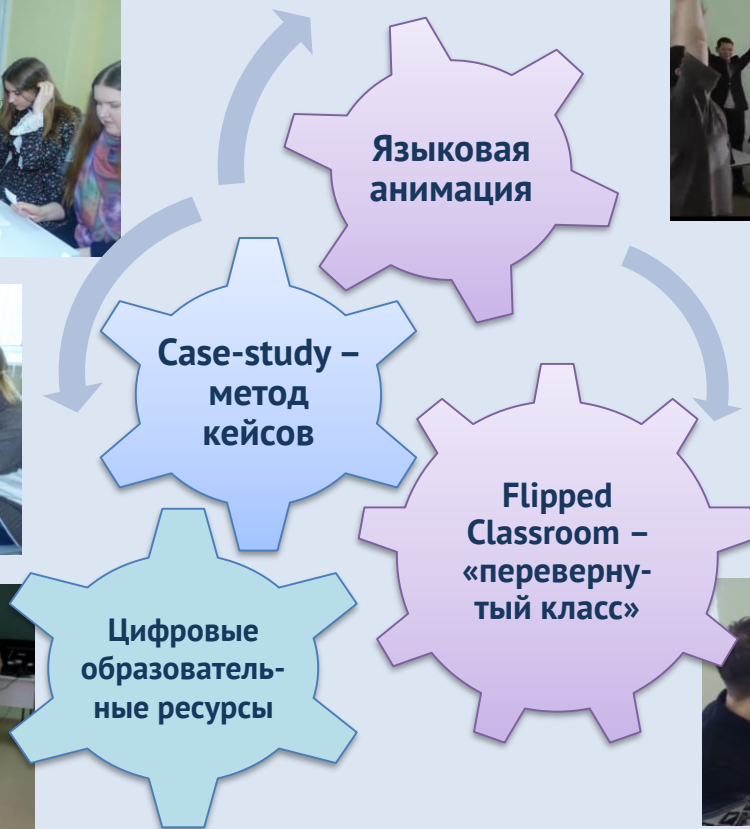 Языковая
анимация
Case-study –
метод
кейсов
Flipped
Classroom –
«переверну-
тый класс»
Цифровые
образователь-
ные ресурсы